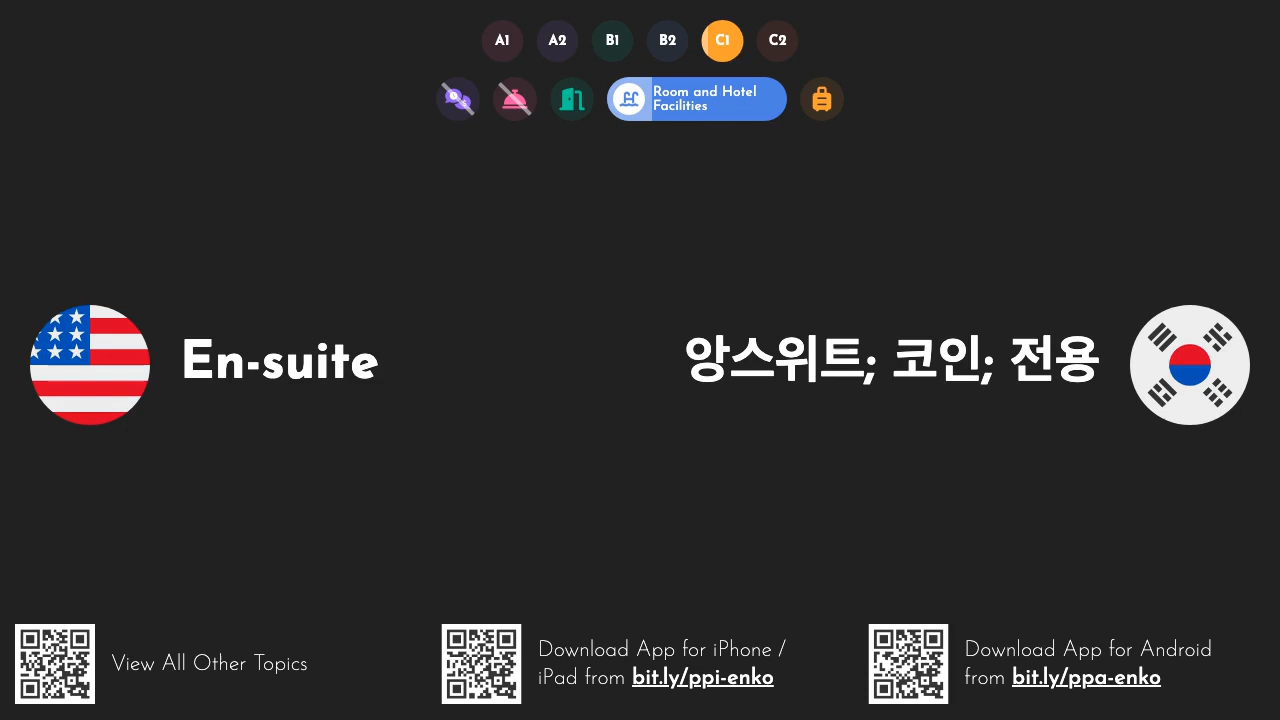 A1
A2
B1
B2
C1
C2
Room and Hotel
Facilities
En-suite
앙스위트; 코인; 전용
View All Other Topics
Download App for iPhone /
iPad from bit.ly/ppi-enko
Download App for Android
from bit.ly/ppa-enko